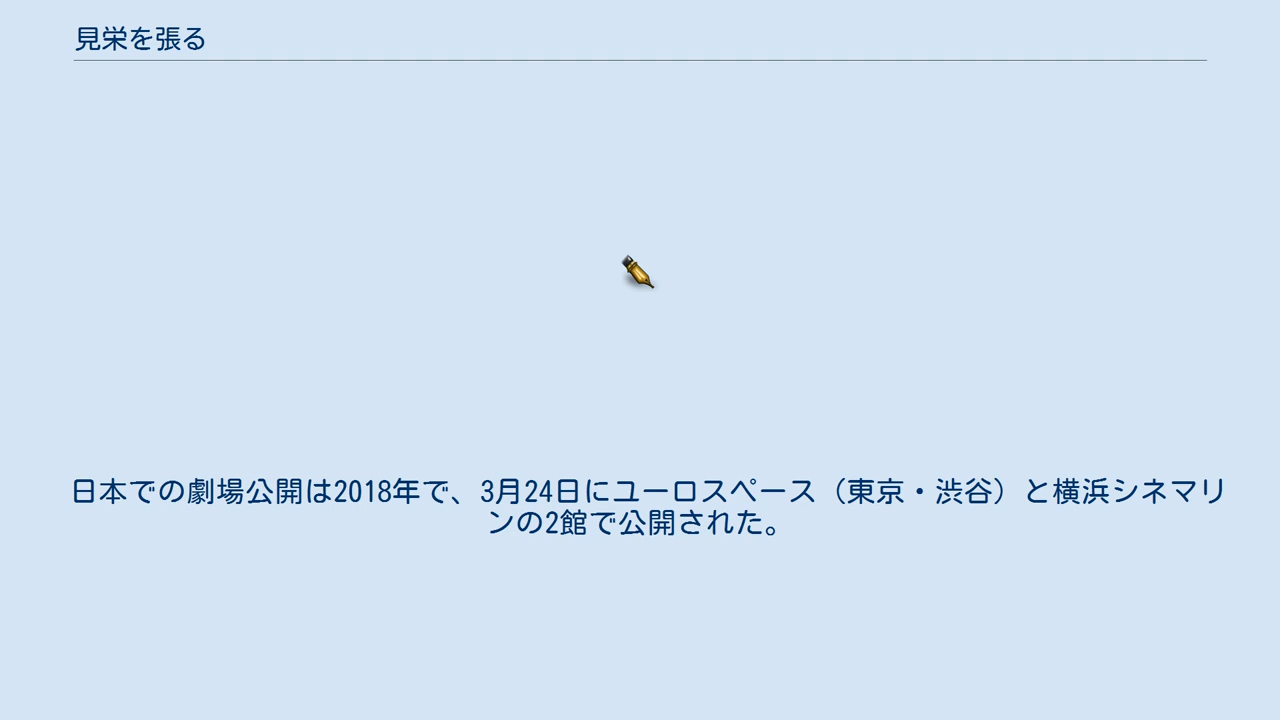 見栄を張る
日本での劇場公開は2018年で、3月24日にユーロスペース（東京・渋谷）と横浜シネマリ
ンの2館で公開された。